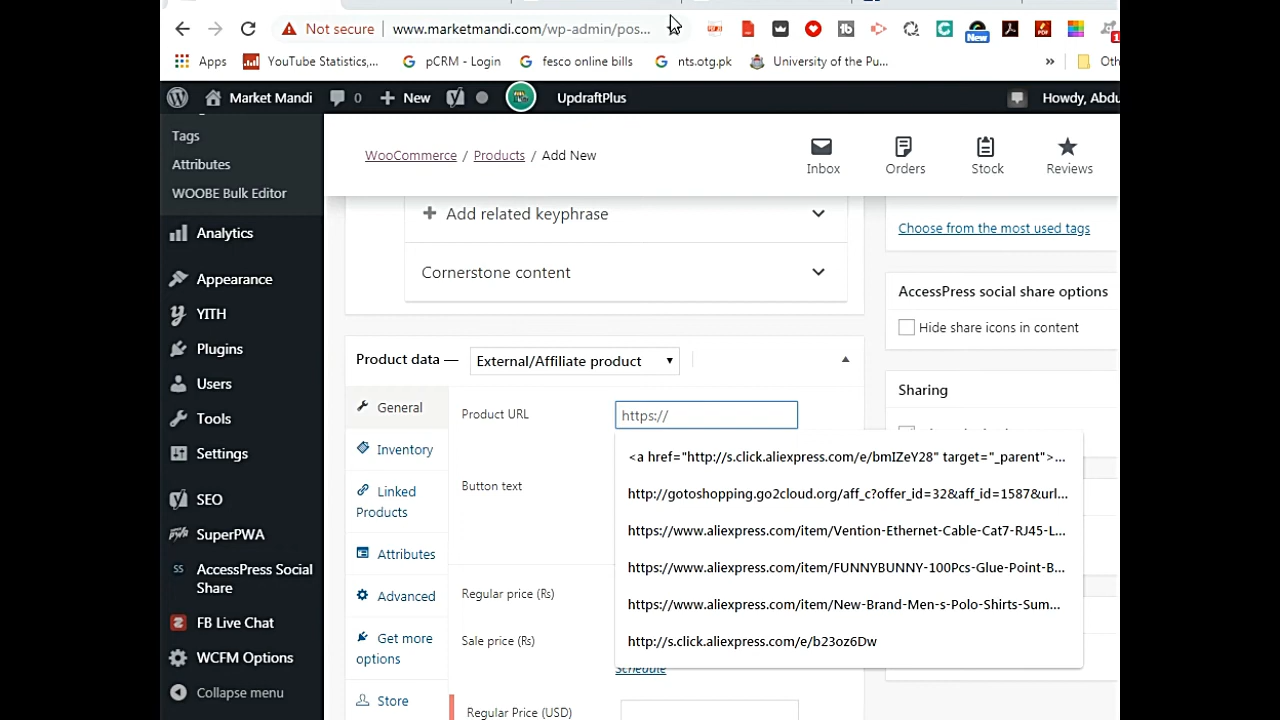 Not secure
www.marketmandi.com/wp-admin/pos...
New
1
Apps
YouTube Statistics,...
pCRM - Login
fesco online bills
nts.otg.pk
University of the Pu...
»
Oth
Market Mandi
0
New
UpdraftPlus
Howdy, Abdu
Tags
Attributes
WOOBE Bulk Editor
Analytics
Appearance
YITH
Plugins
Users
Tools
Settings
SEO
SuperPWA
AccessPress Social
Share
FB Live Chat
WCFM Options
Collapse menu
WooCommerce / Products / Add New
Inbox
Orders
Stock
Reviews
Add related keyphrase
Cornerstone content
Choose from the most used tags
AccessPress social share options
Hide share icons in content
Sharing
Product data — External/Affiliate product
General
Inventory
Linked
Products
Attributes
Advanced
Get more
options
Store
Product URL
https://
<a href="http://s.click.aliexpress.com/e/bmIZeY28" target="_parent">...
http://gotoshopping.go2cloud.org/aff_c?offer_id=32&aff_id=1587&url...
https://www.aliexpress.com/item/Vention-Ethernet-Cable-Cat7-RJ45-L...
https://www.aliexpress.com/item/FUNNYBUNNY-100Pcs-Glue-Point-B...
https://www.aliexpress.com/item/New-Brand-Men-s-Polo-Shirts-Sum...
http://s.click.aliexpress.com/e/b23oz6Dw
Button text
Regular price (Rs)
Sale price (Rs)
Schedule
Regular Price (USD)